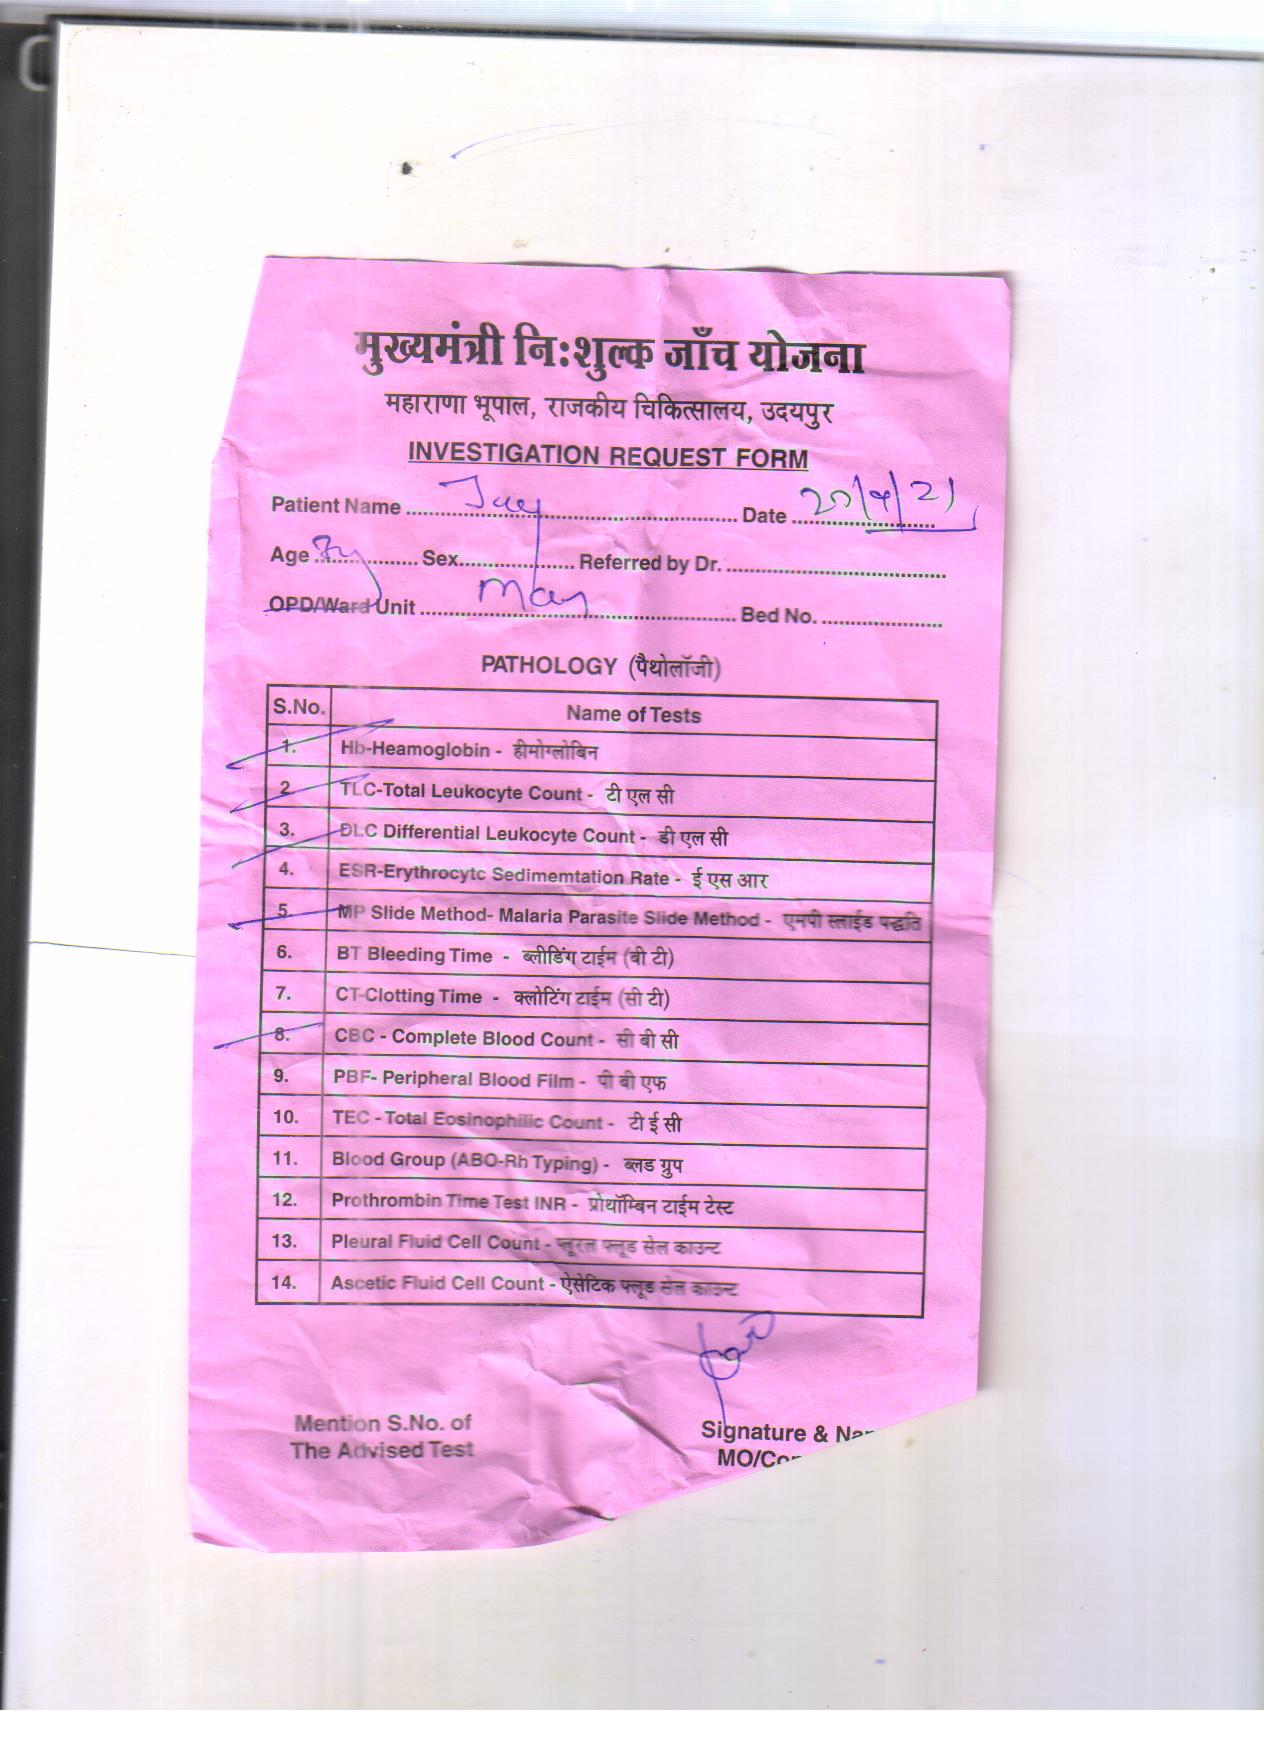 मुख्यमंत्री निःशुल्क जाँच योजना
महाराणा भूपाल, राजकीय चिकित्सालय, उदयपुर
INVESTIGATION REQUEST FORM
Patient Name .......... Date .......... 20/4/21
Age .......... Sex .......... Referred by Dr. ..........
OPD/Ward Unit .......... Bed No. ..........
PATHOLOGY (पैथोलॉजी)
S.No. Name of Tests
1. Hb-Heamoglobin - हीमोग्लोबिन
2. TLC-Total Leukocyte Count - टी एल सी
3. DLC Differential Leukocyte Count - डी एल सी
4. ESR-Erythrocytc Sedimemtation Rate - ई एस आर
5. MP Slide Method- Malaria Parasite Slide Method - एमपी स्लाईड पद्धति
6. BT Bleeding Time - ब्लीडिंग टाईम (बी टी)
7. CT-Clotting Time - क्लोटिंग टाईम (सी टी)
8. CBC - Complete Blood Count - सी बी सी
9. PBF- Peripheral Blood Film - पी बी एफ
10. TEC - Total Eosinophilic Count - टी ई सी
11. Blood Group (ABO-Rh Typing) - ब्लड ग्रुप
12. Prothrombin Time Test INR - प्रोथॉम्बिन टाईम टेस्ट
13. Pleural Fluid Cell Count - प्लूरल फ्लूड सेल काउन्ट
14. Ascetic Fluid Cell Count - ऐसेटिक फ्लूड सेल काउन्ट
Mention S.No. of Signature &
The Advised Test MO/